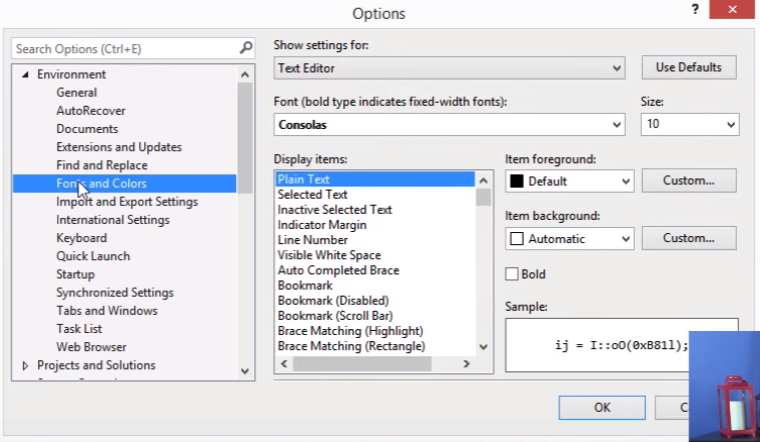 Options
?
Search Options (Ctrl+E)
Environment
General
AutoRecover
Documents
Extensions and Updates
Find and Replace
Fonts and Colors
Import and Export Settings
International Settings
Keyboard
Quick Launch
Startup
Synchronized Settings
Tabs and Windows
Task List
Web Browser
Projects and Solutions
Show settings for:
Text Editor
Use Defaults
Font (bold type indicates fixed-width fonts):
Size:
Consolas
10
Display items:
Plain Text
Selected Text
Inactive Selected Text
Indicator Margin
Line Number
Visible White Space
Auto Completed Brace
Bookmark
Bookmark (Disabled)
Bookmark (Scroll Bar)
Brace Matching (Highlight)
Brace Matching (Rectangle)
Item foreground:
Default
Custom...
Item background:
Automatic
Custom...
Bold
Sample:
ij = I::oO(0xB81l);
OK